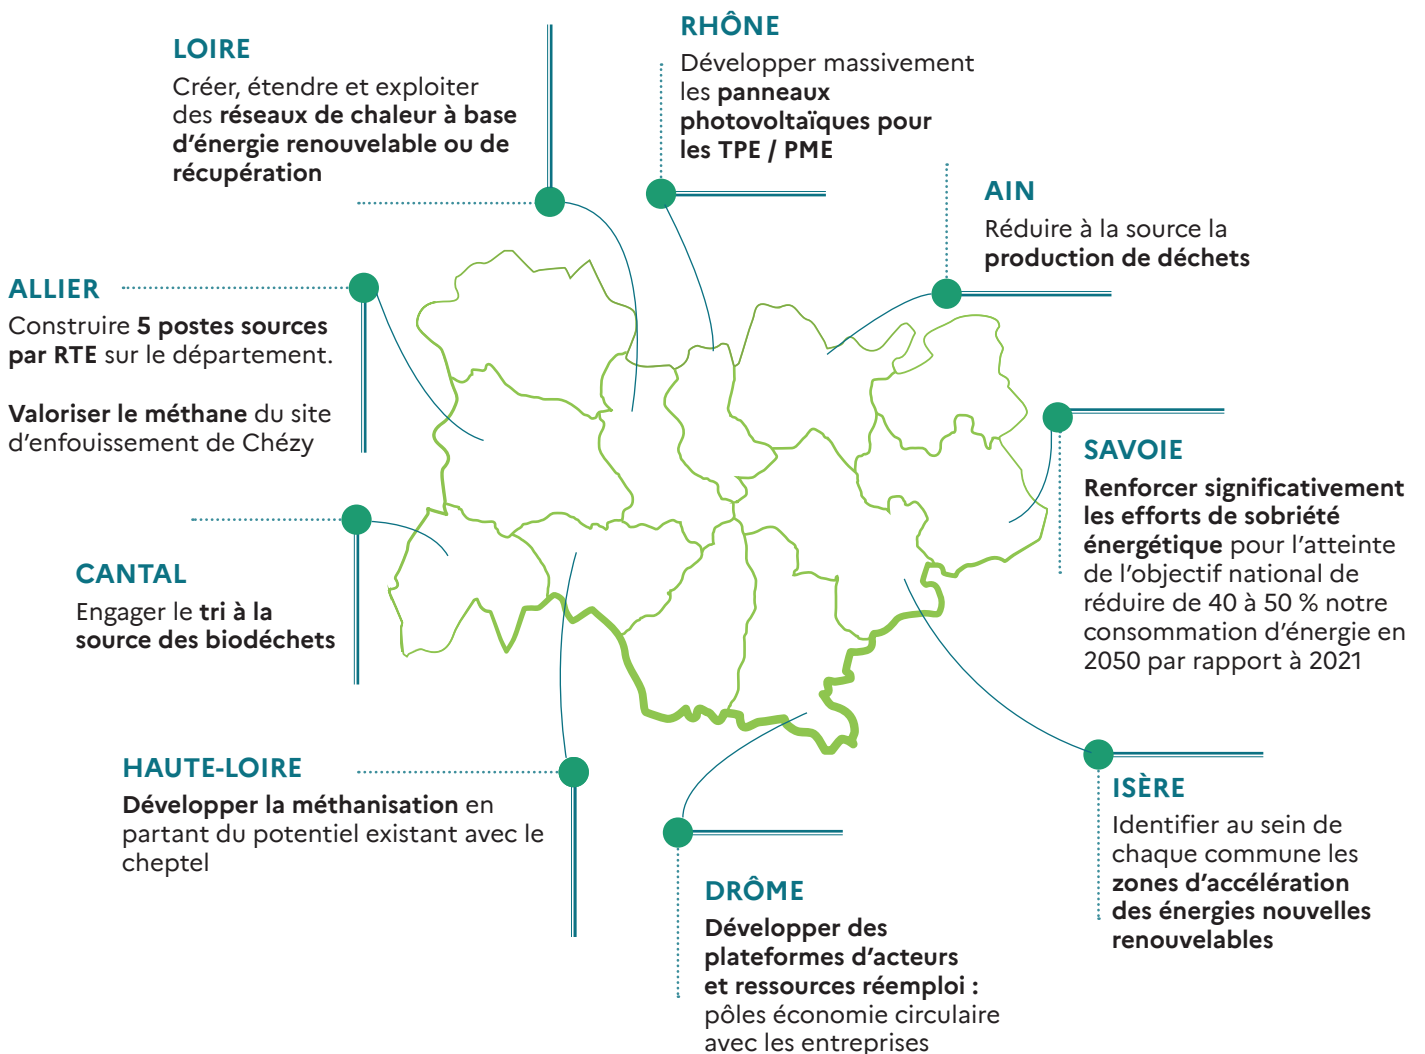 LOIRE
Créer, étendre et exploiter
des réseaux de chaleur à base
d'énergie renouvelable ou de
récupération
RHÔNE
Développer massivement
les panneaux
photovoltaïques pour
les TPE / PME
AIN
Réduire à la source la
production de déchets
ALLIER
Construire 5 postes sources
par RTE sur le département.
Valoriser le méthane du site
d'enfouissement de Chézy
SAVOIE
Renforcer significativement
les efforts de sobriété
énergétique pour l'atteinte
de l'objectif national de
réduire de 40 à 50 % notre
consommation d'énergie en
2050 par rapport à 2021
CANTAL
Engager le tri à la
source des biodéchets
HAUTE-LOIRE
Développer la méthanisation en
partant du potentiel existant avec le
cheptel
DRÔME
Développer des
plateformes d'acteurs
et ressources réemploi :
pôles économie circulaire
avec les entreprises
ISÈRE
Identifier au sein de
chaque commune les
zones d'accélération
des énergies nouvelles
renouvelables